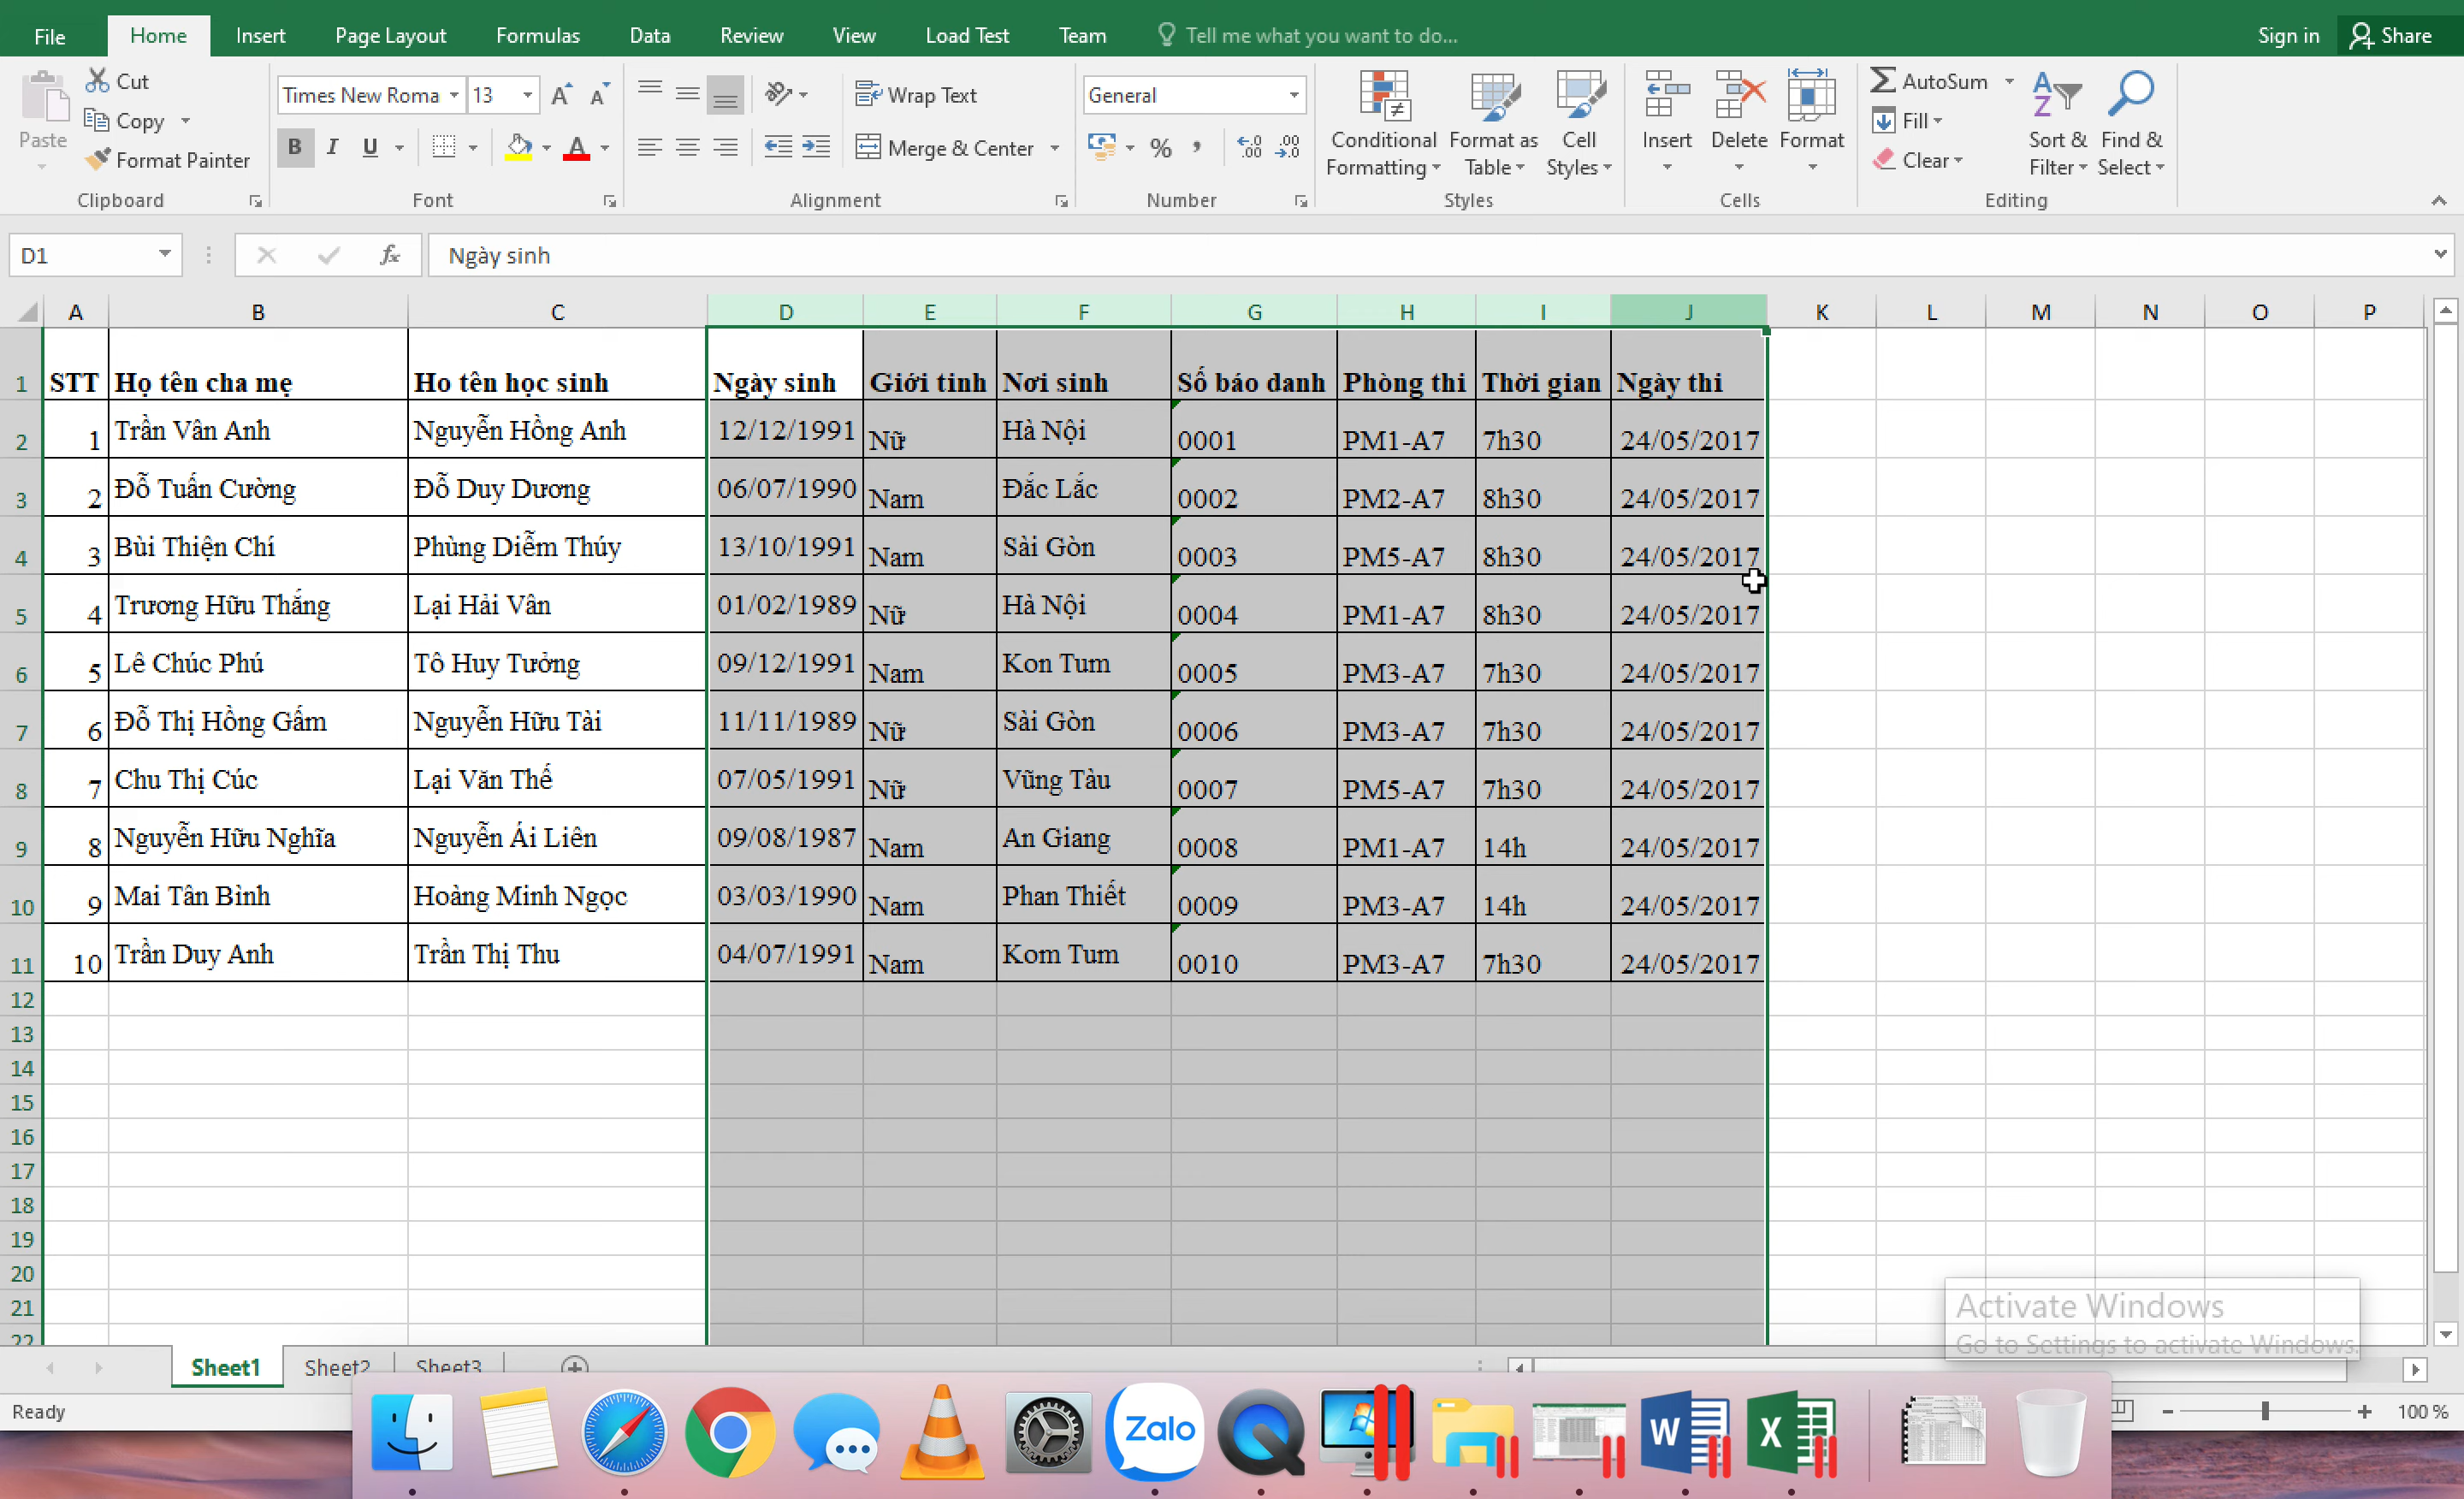 File Home Insert Page Layout Formulas Data Review View Load Test Team Tell me what you want to do... Sign in Share
Paste Cut Copy Format Painter Clipboard
Times New Roma 13 B I U A Font
Wrap Text Merge & Center Alignment
General % , Number
Conditional Formatting Format as Table Cell Styles Styles
Insert Delete Format Cells
AutoSum Fill Clear Sort & Filter Find & Select Editing
D1 fx Ngày sinh
A B C D E F G H I J K L M N O P
1 STT Họ tên cha mẹ Ho tên học sinh Ngày sinh Giới tinh Nơi sinh Số báo danh Phòng thi Thời gian Ngày thi
2 1 Trần Vân Anh Nguyễn Hồng Anh 12/12/1991 Nữ Hà Nội 0001 PM1-A7 7h30 24/05/2017
3 2 Đỗ Tuấn Cường Đỗ Duy Dương 06/07/1990 Nam Đắc Lắc 0002 PM2-A7 8h30 24/05/2017
4 3 Bùi Thiện Chí Phùng Diễm Thúy 13/10/1991 Nam Sài Gòn 0003 PM5-A7 8h30 24/05/2017
5 4 Trương Hữu Thắng Lại Hải Vân 01/02/1989 Nữ Hà Nội 0004 PM1-A7 8h30 24/05/2017
6 5 Lê Chúc Phú Tô Huy Tưởng 09/12/1991 Nam Kon Tum 0005 PM3-A7 7h30 24/05/2017
7 6 Đỗ Thị Hồng Gấm Nguyễn Hữu Tài 11/11/1989 Nữ Sài Gòn 0006 PM3-A7 7h30 24/05/2017
8 7 Chu Thị Cúc Lại Văn Thế 07/05/1991 Nữ Vũng Tàu 0007 PM5-A7 7h30 24/05/2017
9 8 Nguyễn Hữu Nghĩa Nguyễn Ái Liên 09/08/1987 Nam An Giang 0008 PM1-A7 14h 24/05/2017
10 9 Mai Tân Bình Hoàng Minh Ngọc 03/03/1990 Nam Phan Thiết 0009 PM3-A7 14h 24/05/2017
11 10 Trần Duy Anh Trần Thị Thu 04/07/1991 Nam Kom Tum 0010 PM3-A7 7h30 24/05/2017
12
13
14
15
16
17
18
19
20
21
22
Activate Windows
Go to Settings to activate Windows.
Sheet1 Sheet2 Sheet3
Ready 100 %
Zalo W X